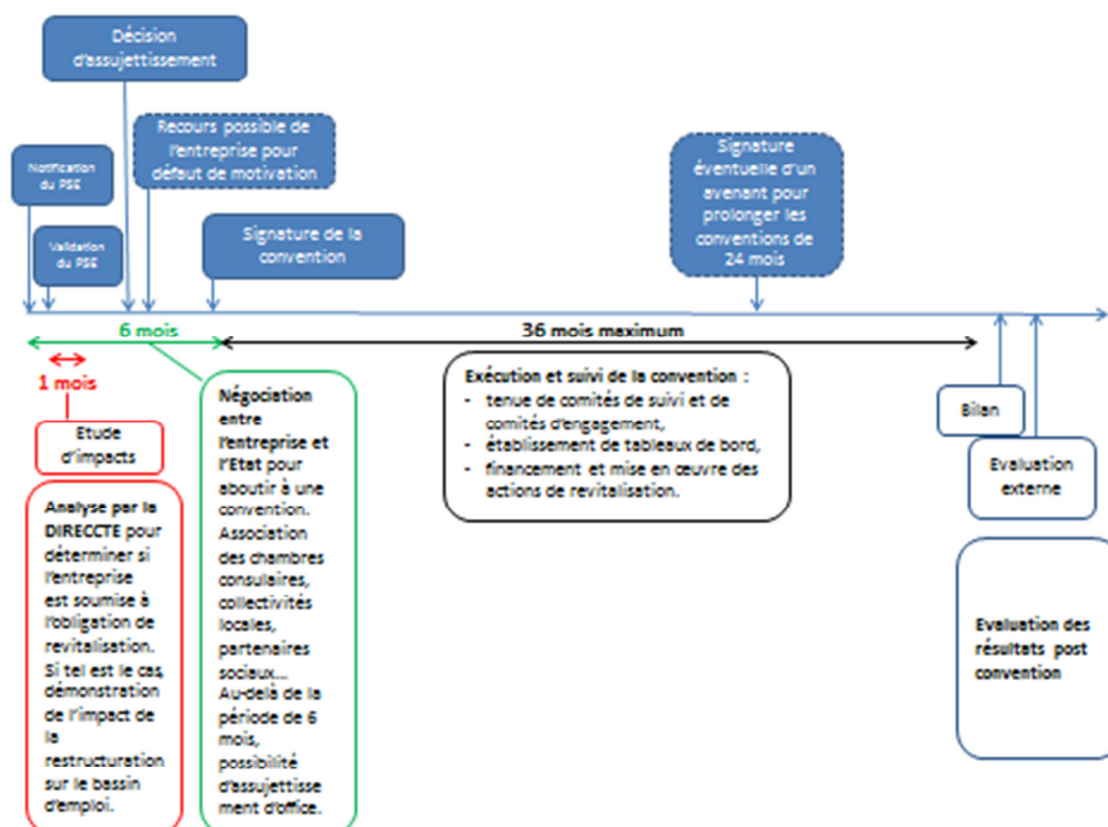 Décision
d'assujettissement
Recours possible de
l'entreprise pour
défaut de motivation
Notification
du PSE
Validation
du PSE
Signature de la
convention
Signature
éventuelle d'un
avenant pour
prolonger les
conventions de
24 mois
6 mois
36 mois maximum
1 mois
Etude
d'impacts
Analyse par la
DIRECCTE pour
déterminer si
l'entreprise
est soumise à
l'obligation de
revitalisation.
Si tel est le cas,
démonstration
de l'impact de
la
restructuration
sur le bassin
d'emploi.
Négociation
entre
l'entreprise et
l'Etat pour
aboutir à une
convention.
Association
des chambres
consulaires,
collectivités
locales,
partenaires
sociaux...
Au-delà de la
période de 6
mois,
possibilité
d'assujettisse
ment d'office.
Exécution et suivi de la convention :
- tenue de comités de suivi et de
comités d'engagement,
- établissement de tableaux de bord,
- financement et mise en œuvre des
actions de revitalisation.
Bilan
Evaluation
externe
Evaluation des
résultats post
convention